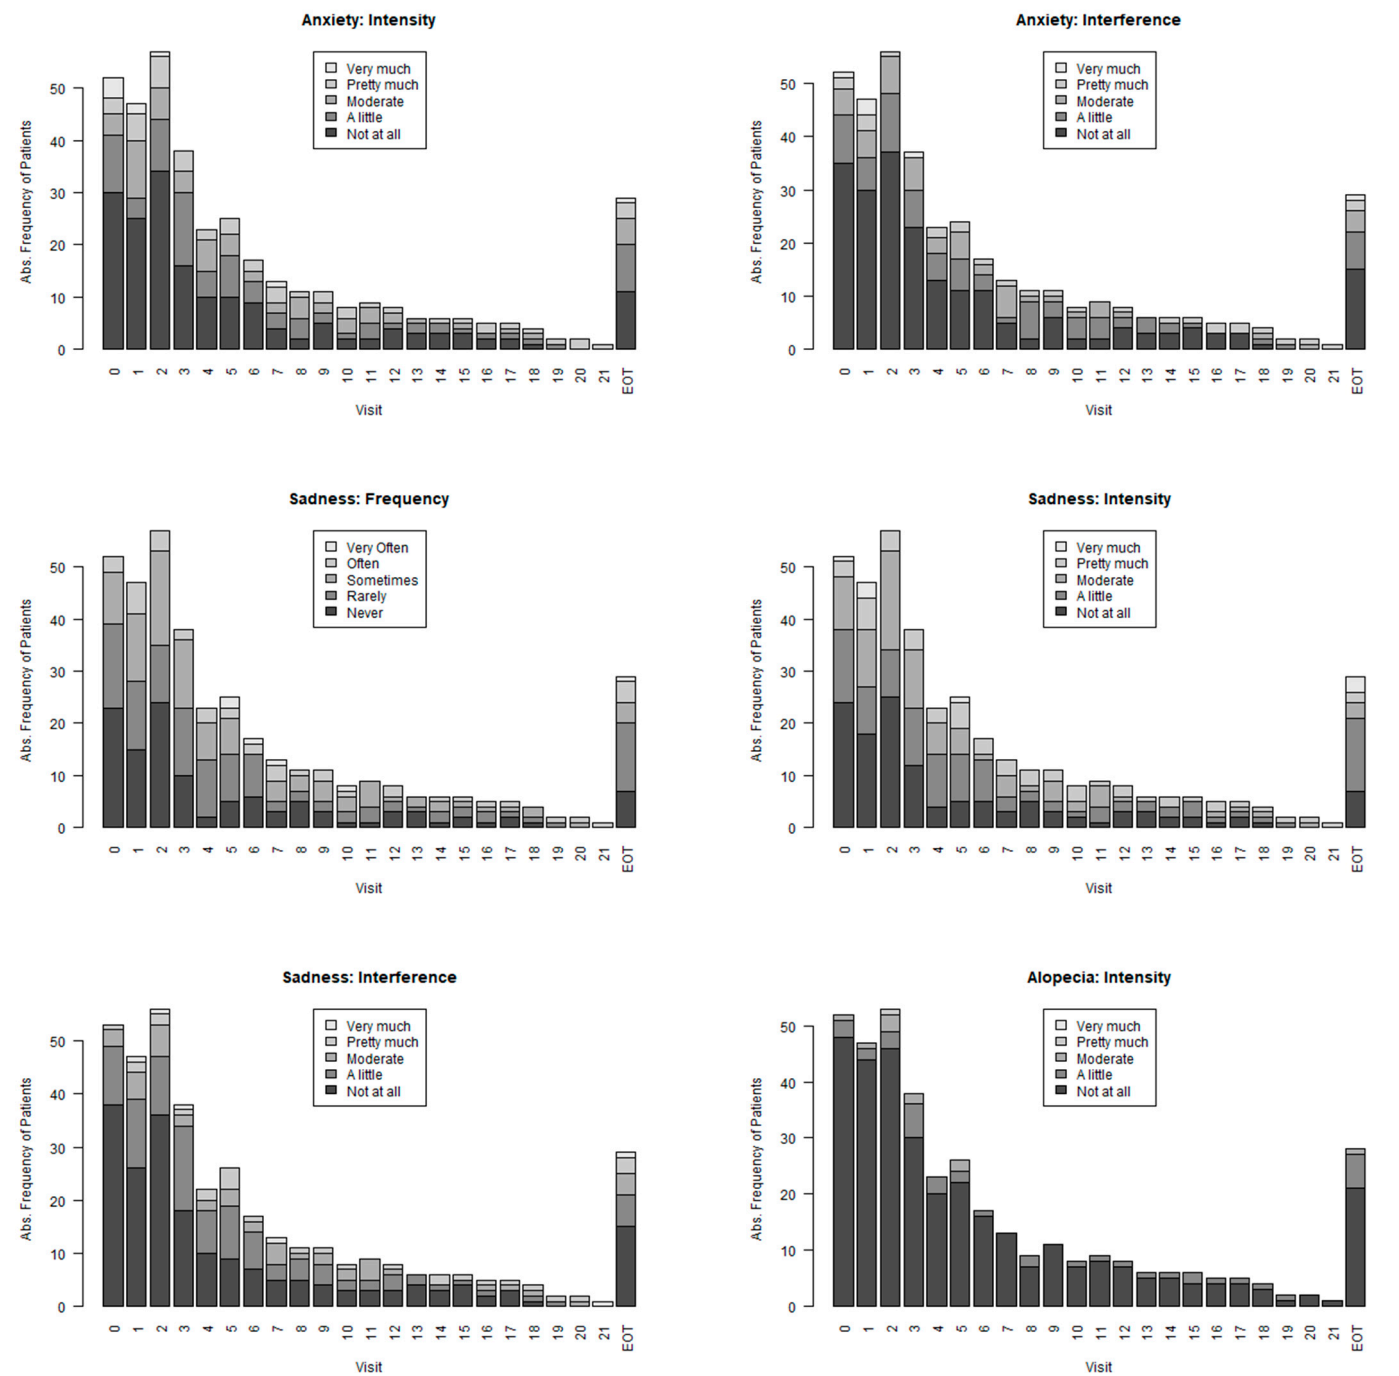 Anxiety: Intensity
Very much
Pretty much
Moderate
A little
Not at all
Abs. Frequency of Patients
50
40
30
20
10
0
0 1 2 3 4 5 6 7 8 9 10 11 12 13 14 15 16 17 18 19 20 21 EOT
Visit
Anxiety: Interference
Very much
Pretty much
Moderate
A little
Not at all
Abs. Frequency of Patients
50
40
30
20
10
0
0 1 2 3 4 5 6 7 8 9 10 11 12 13 14 15 16 17 18 19 20 21 EOT
Visit
Sadness: Frequency
Very Often
Often
Sometimes
Rarely
Never
Abs. Frequency of Patients
50
40
30
20
10
0
0 1 2 3 4 5 6 7 8 9 10 11 12 13 14 15 16 17 18 19 20 21 EOT
Visit
Sadness: Intensity
Very much
Pretty much
Moderate
A little
Not at all
Abs. Frequency of Patients
50
40
30
20
10
0
0 1 2 3 4 5 6 7 8 9 10 11 12 13 14 15 16 17 18 19 20 21 EOT
Visit
Sadness: Interference
Very much
Pretty much
Moderate
A little
Not at all
Abs. Frequency of Patients
50
40
30
20
10
0
0 1 2 3 4 5 6 7 8 9 10 11 12 13 14 15 16 17 18 19 20 21 EOT
Visit
Alopecia: Intensity
Very much
Pretty much
Moderate
A little
Not at all
Abs. Frequency of Patients
50
40
30
20
10
0
0 1 2 3 4 5 6 7 8 9 10 11 12 13 14 15 16 17 18 19 20 21 EOT
Visit